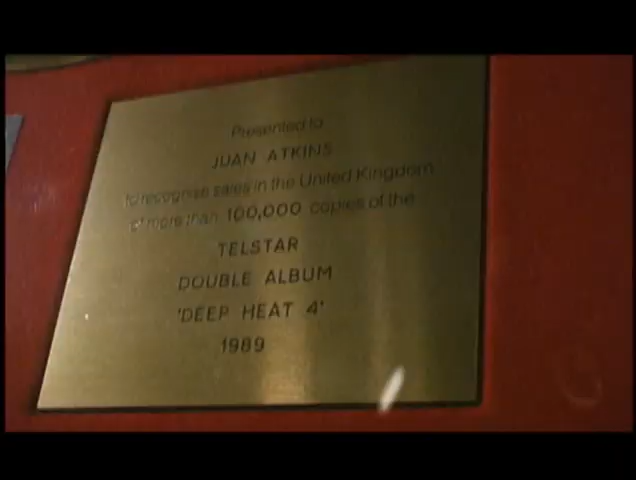 Presented to
JUAN ATKINS
to recognise sales in the United Kingdom
of more than 100,000 copies of the
TELSTAR
DOUBLE ALBUM
'DEEP HEAT 4'
1989